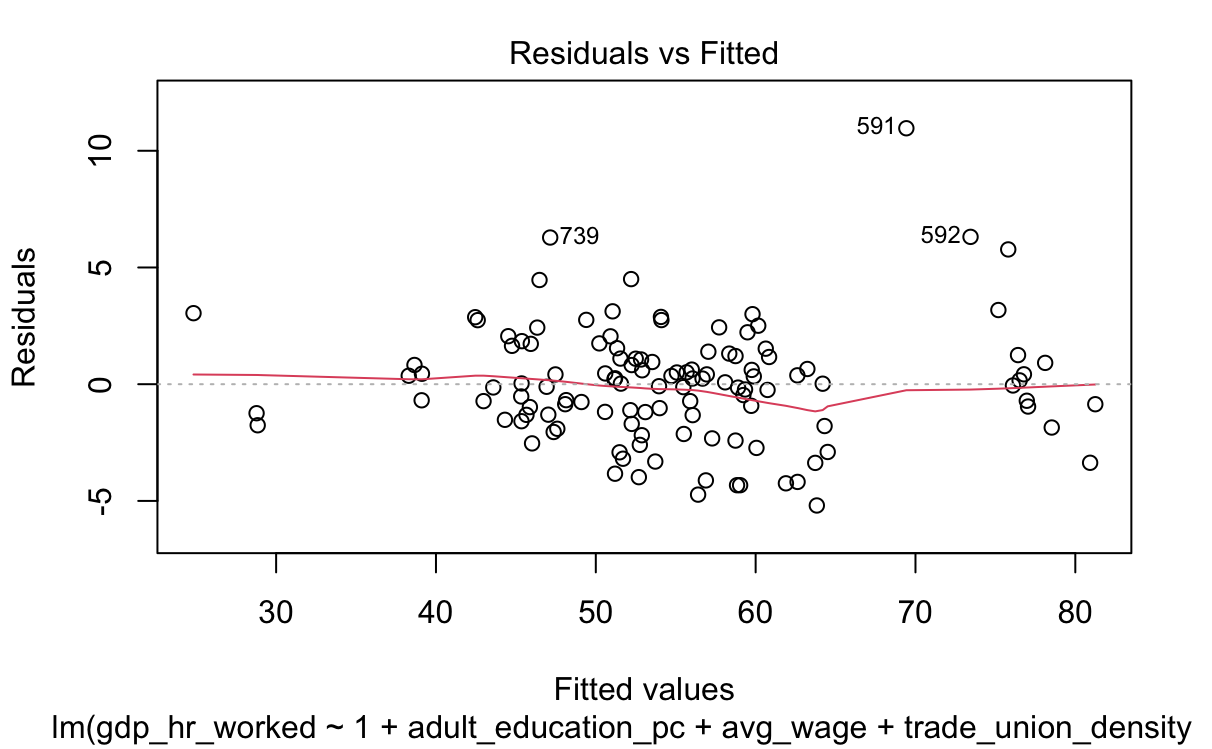 Residuals vs Fitted
Residuals
10
5
0
-5
591
592
739
30 40 50 60 70 80
Fitted values
lm(gdp_hr_worked ~ 1 + adult_education_pc + avg_wage + trade_union_density